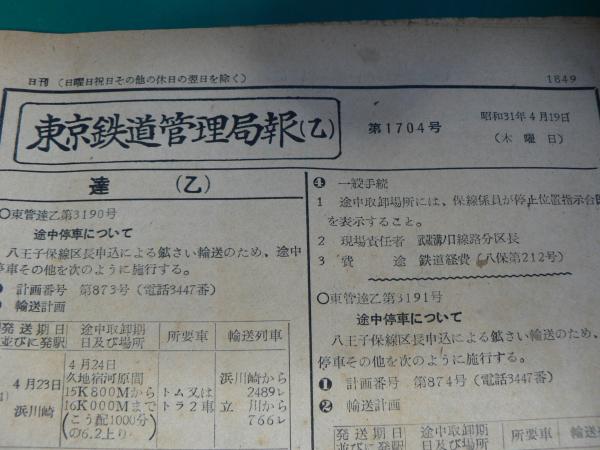 日刊 (日曜日祝日その他の休日の翌日を除く)
1849
東京鉄道管理局報(乙)
第1704号
昭和31年4月19日
(木曜日)
達 (乙)
○東管達乙第3190号
途中停車について
八王子保線区長申込による鉱さい輸送のため、途中
停車その他を次のように施行する。
計画番号 第873号 (電話3447番)
輸送計画
発送期日
並びに発駅
途中取卸期
日及び場所
所要車
輸送列車
4月23日
浜川崎
4月24日
久地宿河原間
15K800Mから
16K000Mまで
(こう配1000分
の6.2上り)
トム又は
トラ2車
浜川崎から
2489レ
立川から
766レ
❹ 一般手続
1 途中取卸場所には、保線係員が停止位置指示合図
を表示すること。
2 現場責任者 武蔵溝ノ口線路分区長
3 費途 鉄道経費 (八保第212号)
○東管達乙第3191号
途中停車について
八王子保線区長申込による鉱さい輸送のため、
停車その他を次のように施行する。
❶ 計画番号 第874号 (電話3447番)
❷ 輸送計画
発送期日
並びに発駅
途中取卸期
日及び場所
所要車
輸送